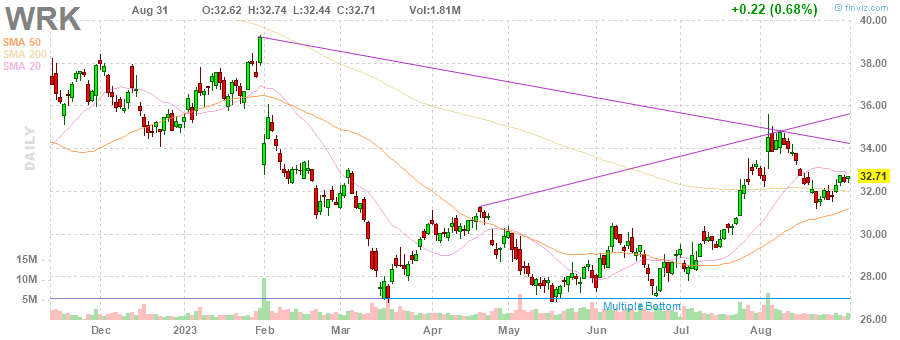 WRK Aug 31 O:32.62 H:32.74 L:32.44 C:32.71 Vol:1.81M +0.22 (0.68%) © finviz.com
SMA 50
SMA 200
SMA 20
DAILY
40.00
38.00
36.00
34.00
32.71
32.00
30.00
28.00
26.00
15M
10M
5M
Multiple Bottom
Dec 2023 Feb Mar Apr May Jun Jul Aug